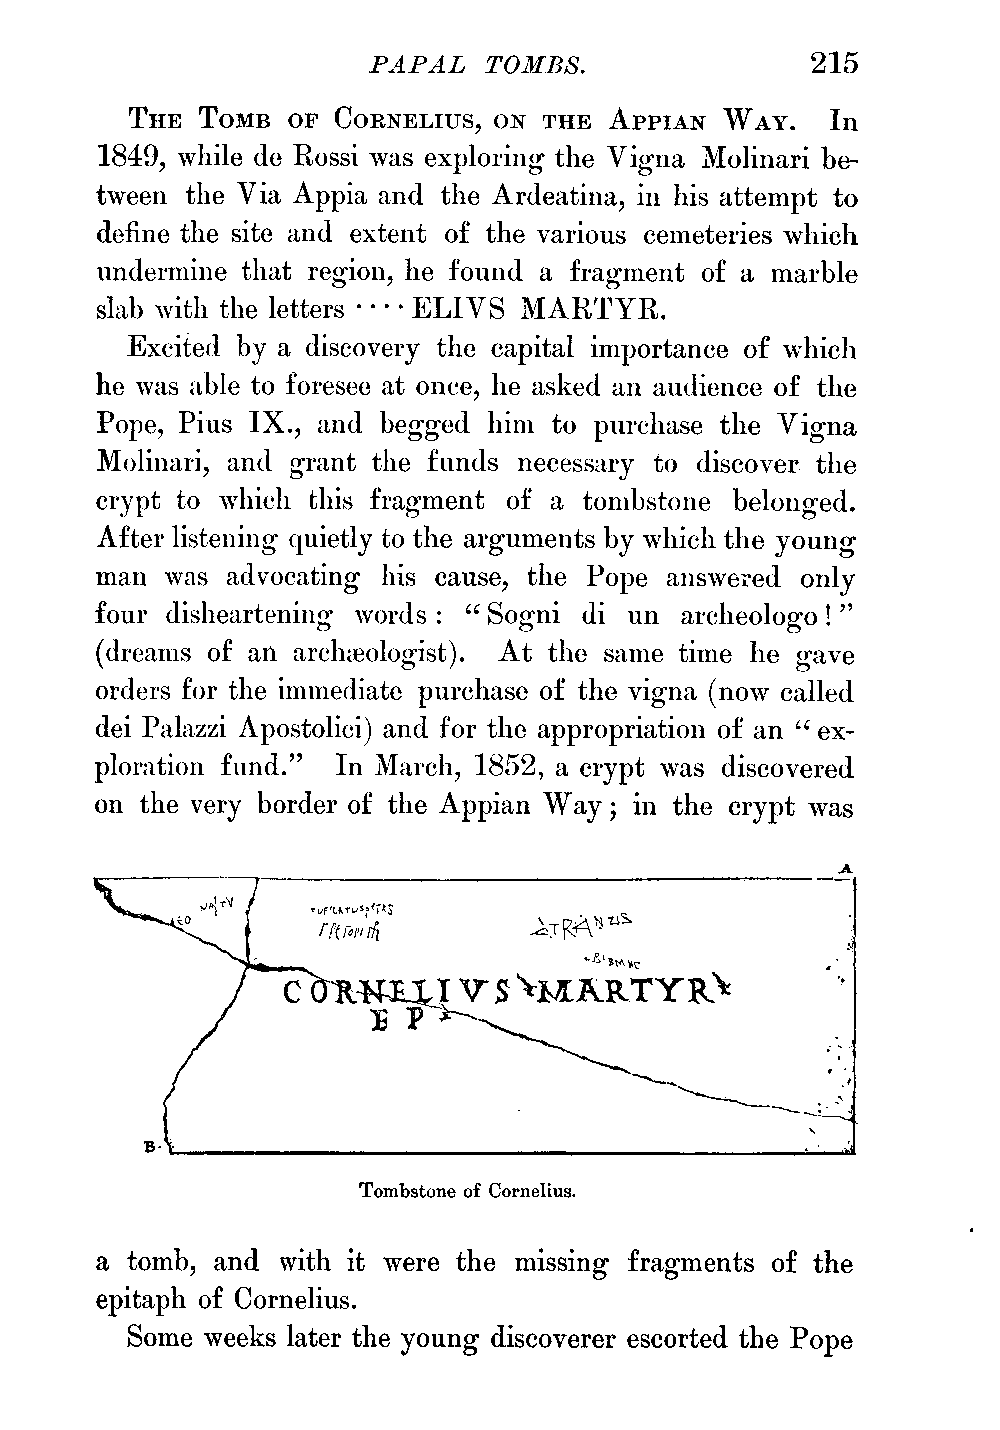 PAPAL TOMBS. 215
THE TOMB OF CORNELIUS, ON THE APPIAN WAY. In
1849, while de Rossi was exploring the Vigna Molinari be-
tween the Via Appia and the Ardeatina, in his attempt to
define the site and extent of the various cemeteries which
undermine that region, he found a fragment of a marble
slab with the letters · · · · ELIVS MARTYR.
Excited by a discovery the capital importance of which
he was able to foresee at once, he asked an audience of the
Pope, Pius IX., and begged him to purchase the Vigna
Molinari, and grant the funds necessary to discover the
crypt to which this fragment of a tombstone belonged.
After listening quietly to the arguments by which the young
man was advocating his cause, the Pope answered only
four disheartening words: "Sogni di un archeologo!"
(dreams of an archæologist). At the same time he gave
orders for the immediate purchase of the vigna (now called
dei Palazzi Apostolici) and for the appropriation of an "ex-
ploration fund." In March, 1852, a crypt was discovered
on the very border of the Appian Way; in the crypt was
A
CORNELIVS MARTYR
EP
B
Tombstone of Cornelius.
a tomb, and with it were the missing fragments of the
epitaph of Cornelius.
Some weeks later the young discoverer escorted the Pope